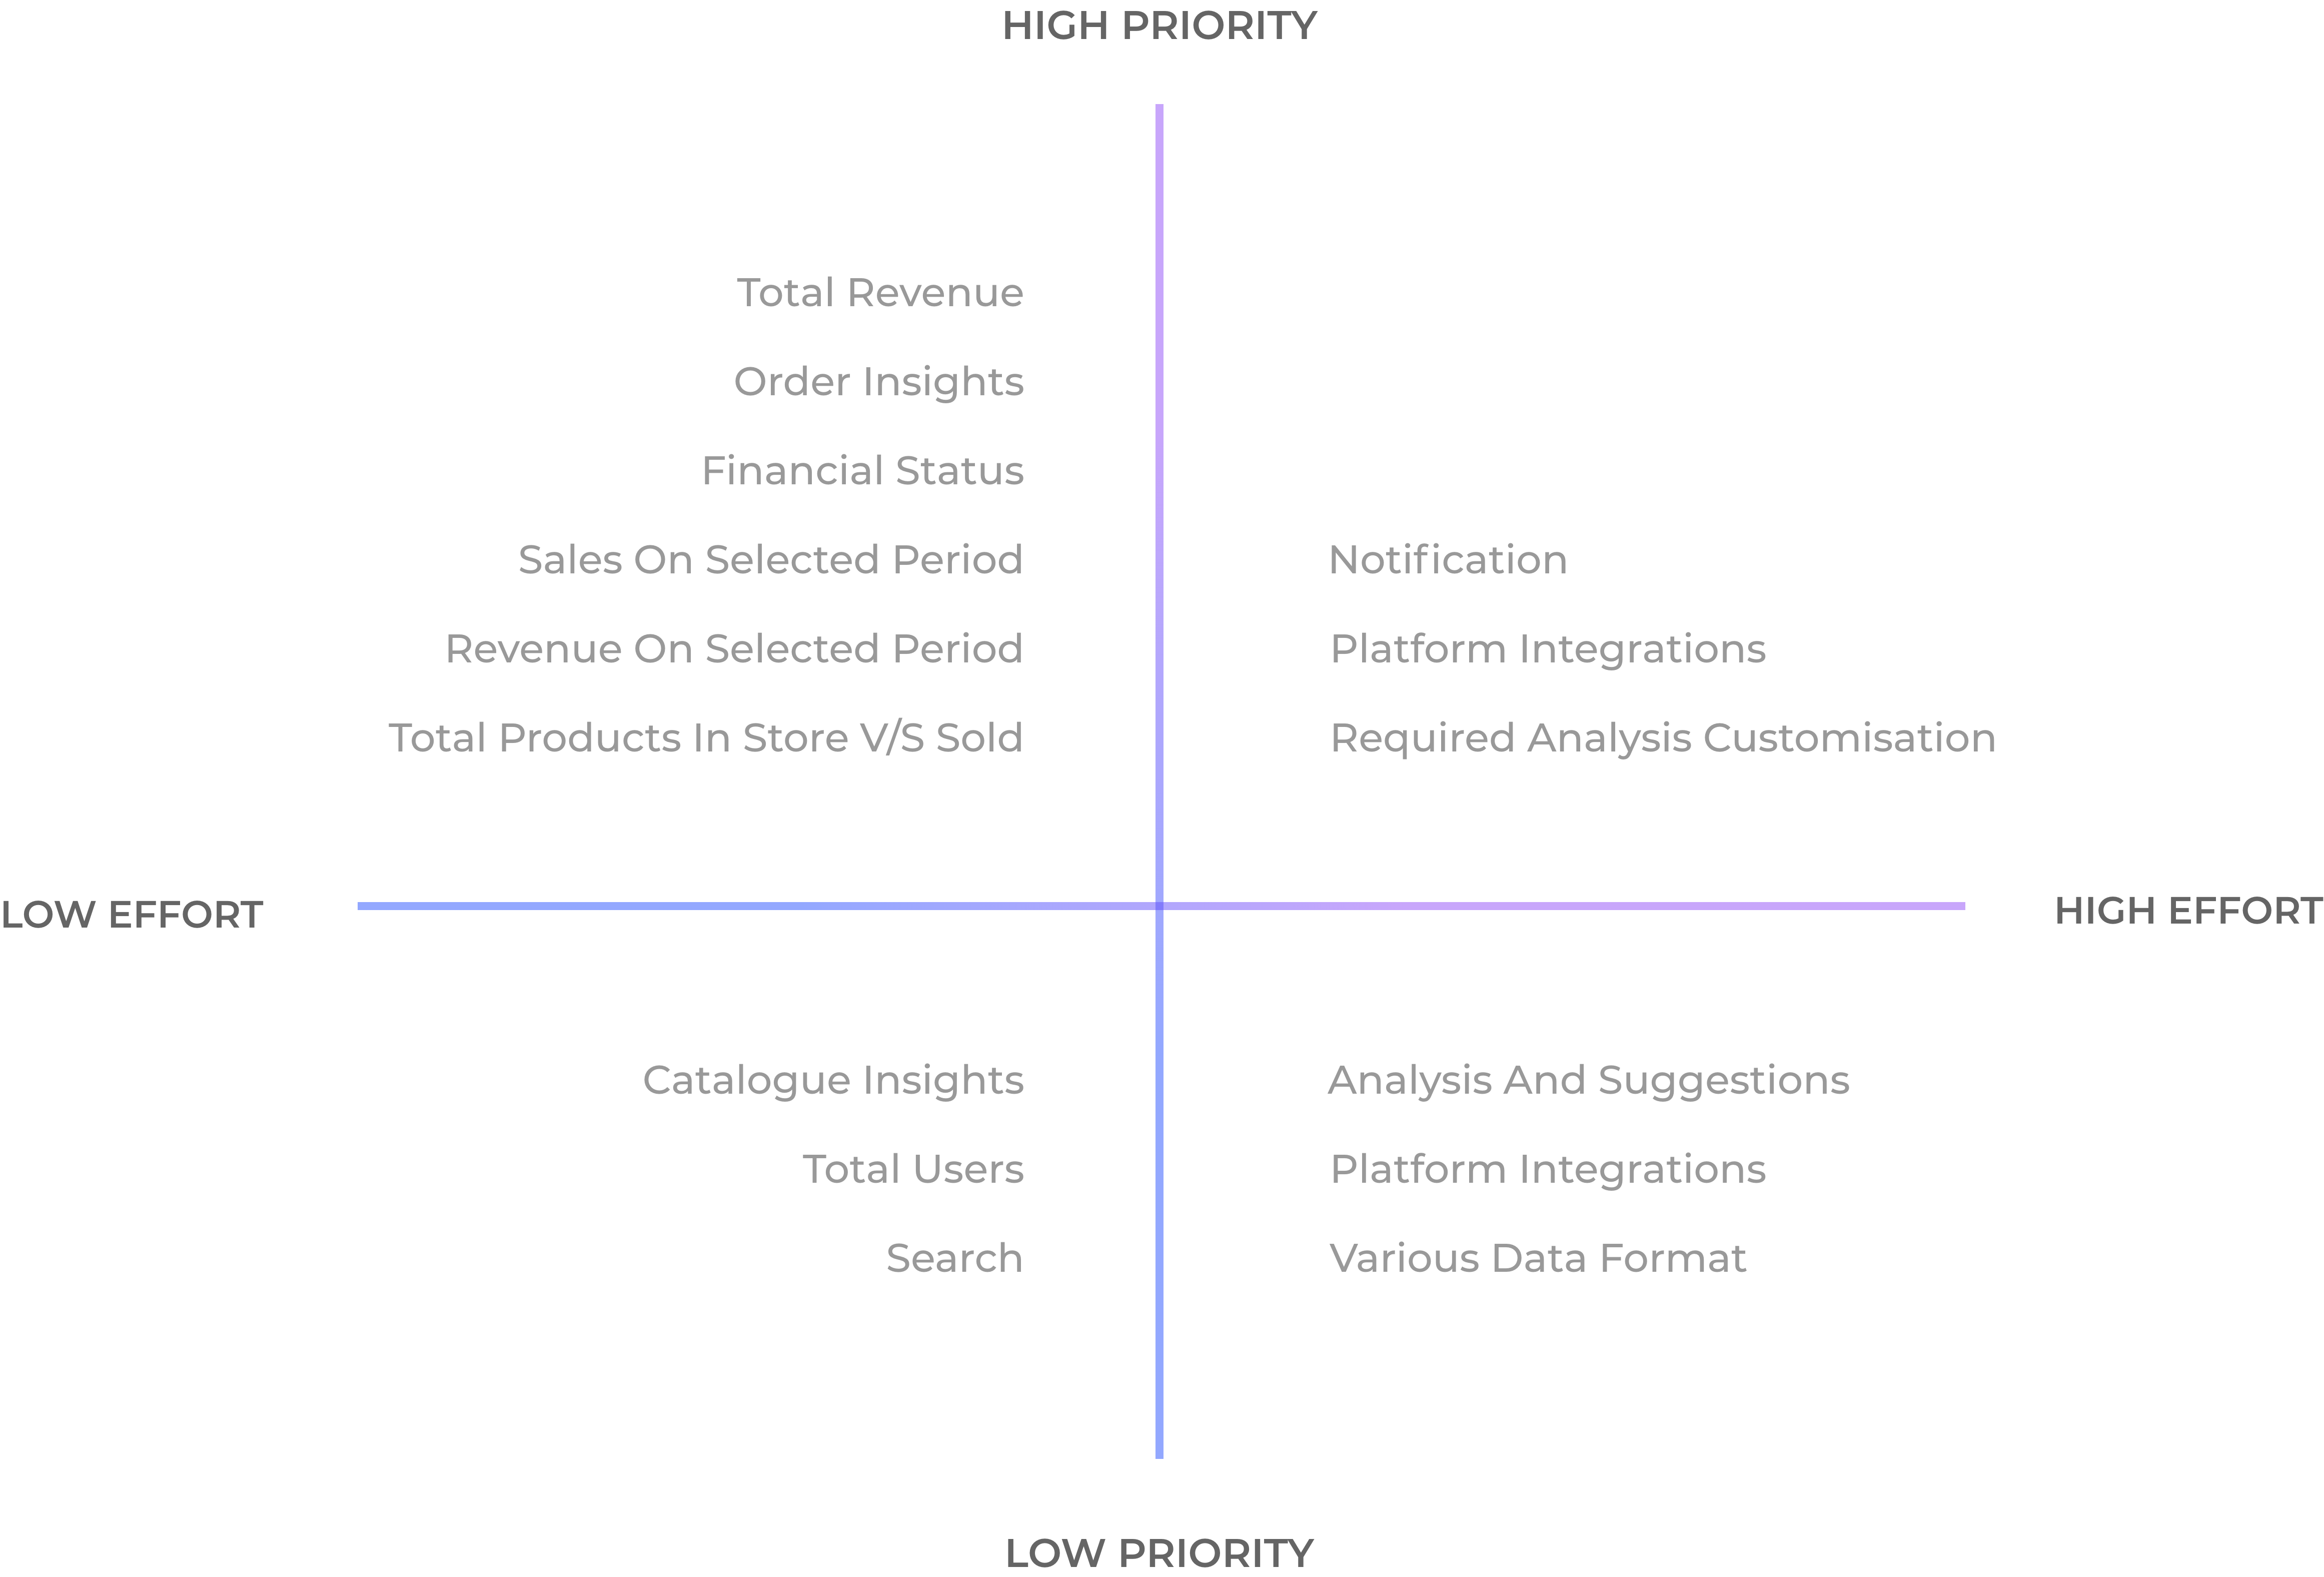 HIGH PRIORITY
Total Revenue
Order Insights
Financial Status
Sales On Selected Period
Revenue On Selected Period
Total Products In Store V/S Sold
Notification
Platform Integrations
Required Analysis Customisation
LOW EFFORT
HIGH EFFORT
Catalogue Insights
Total Users
Search
Analysis And Suggestions
Platform Integrations
Various Data Format
LOW PRIORITY